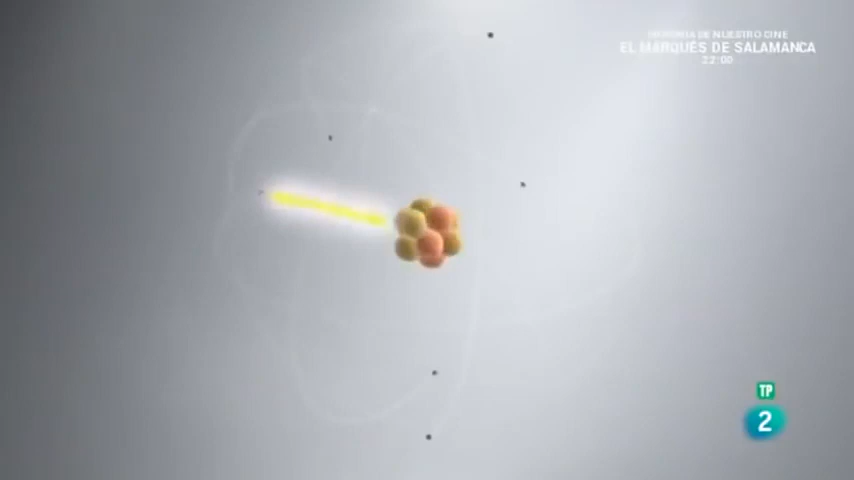 HISTORIA DE NUESTRO CINE
EL MARQUÉS DE SALAMANCA
22:00
TP
2